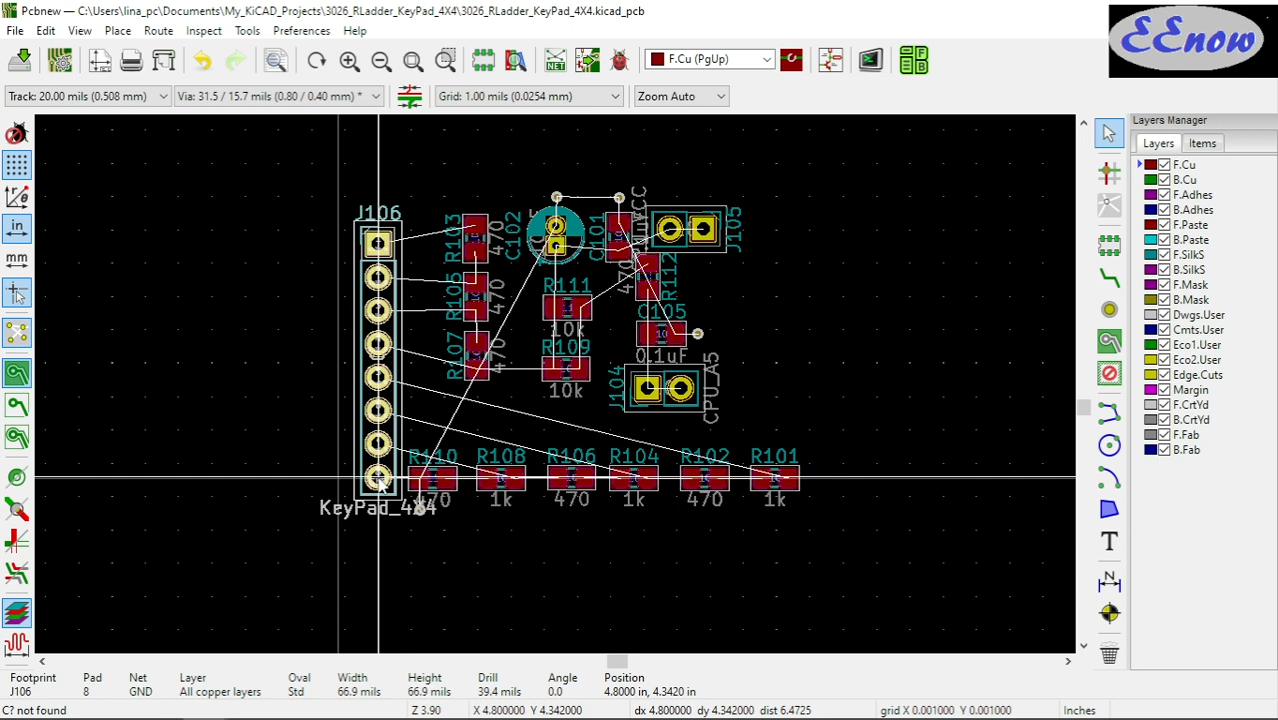 Pcbnew — C:\Users\lina_pc\Documents\My_KiCAD_Projects\3026_RLadder_KeyPad_4X4\3026_RLadder_KeyPad_4X4.kicad_pcb
EEnow
File Edit View Place Route Inspect Tools Preferences Help
NET
F.Cu (PgUp)
Track: 20.00 mils (0.508 mm)
Via: 31.5 / 15.7 mils (0.80 / 0.40 mm) *
Grid: 1.00 mils (0.0254 mm)
Zoom Auto
Layers Manager
Layers Items
F.Cu
B.Cu
F.Adhes
B.Adhes
F.Paste
B.Paste
F.SilkS
B.SilkS
F.Mask
B.Mask
Dwgs.User
Cmts.User
Eco1.User
Eco2.User
Edge.Cuts
Margin
F.CrtYd
B.CrtYd
F.Fab
B.Fab
in
mm
J106
R103
470
C102
C101
J105
R105
470
R111
10k
470
R112
C105
0.1uF
R107
470
R109
10k
J104
CPU_A5
R110 R108 R106 R104 R102 R101
470 1k 470 1k 470 1k
KeyPad_4X4
T
N
Footprint Pad Net Layer Oval Width Height Drill Angle Position
J106 8 GND All copper layers Std 66.9 mils 66.9 mils 39.4 mils 0.0 4.8000 in, 4.3420 in
C? not found Z 3.90 X 4.800000 Y 4.342000 dx 4.800000 dy 4.342000 dist 6.4725 grid X 0.001000 Y 0.001000 Inches